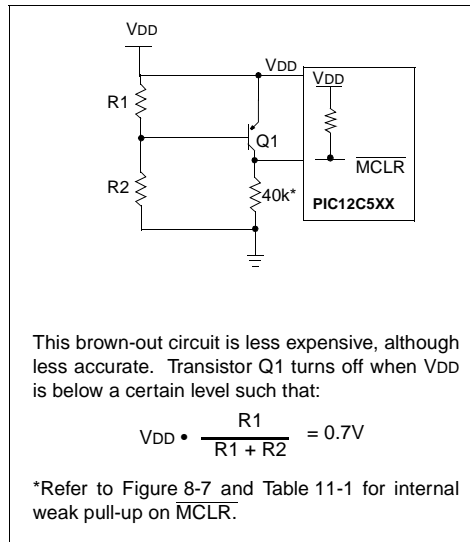 VDD
VDD
VDD
R1
Q1
MCLR
R2
40k*
PIC12C5XX
This brown-out circuit is less expensive, although
less accurate. Transistor Q1 turns off when VDD
is below a certain level such that:
VDD • R1 / R1 + R2 = 0.7V
*Refer to Figure 8-7 and Table 11-1 for internal
weak pull-up on MCLR.